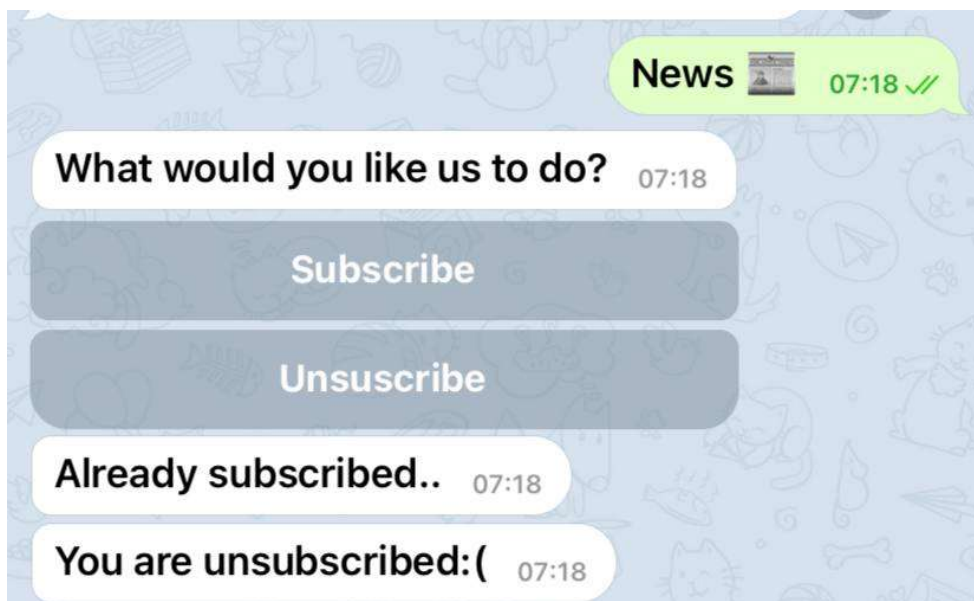 News 📰 07:18
What would you like us to do? 07:18
Subscribe
Unsuscribe
Already subscribed.. 07:18
You are unsubscribed:( 07:18